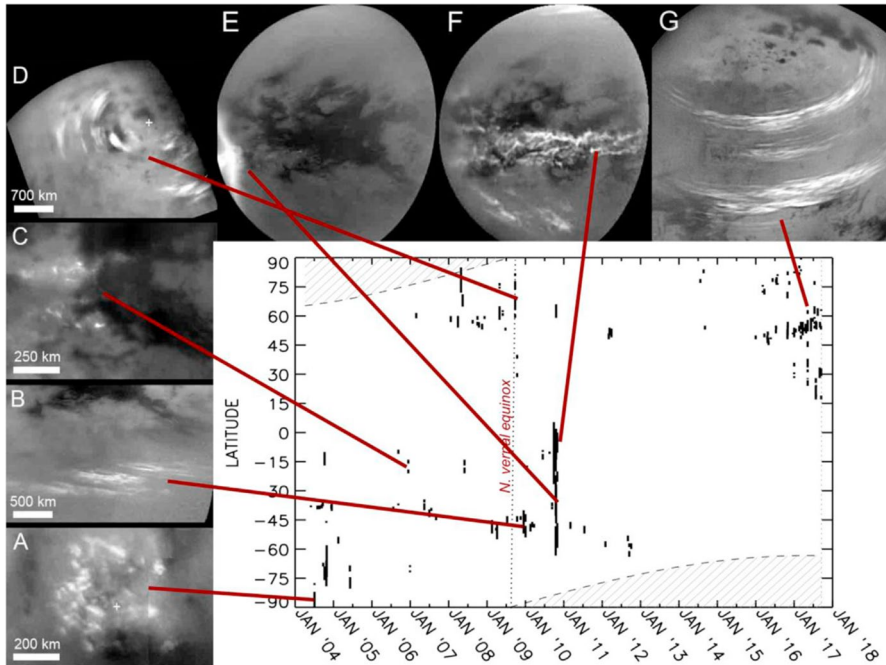 D
E
F
G
700 km
C
250 km
B
500 km
A
200 km
90
75
60
45
30
15
0
−15
−30
−45
−60
−75
−90
LATITUDE
N. vernal equinox
JAN '04
JAN '05
JAN '06
JAN '07
JAN '08
JAN '09
JAN '10
JAN '11
JAN '12
JAN '13
JAN '14
JAN '15
JAN '16
JAN '17
JAN '18